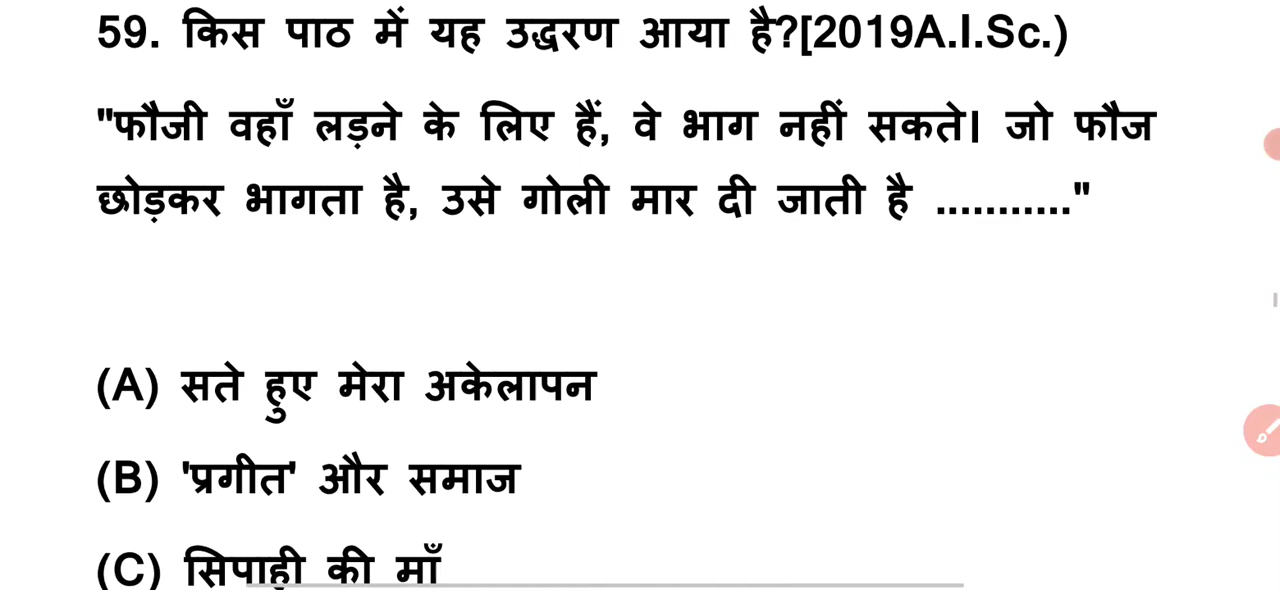 59. किस पाठ में यह उद्धरण आया है?[2019A.I.Sc.)
"फौजी वहाँ लड़ने के लिए हैं, वे भाग नहीं सकते। जो फौज
छोड़कर भागता है, उसे गोली मार दी जाती है ..........."
(A) सते हुए मेरा अकेलापन
(B) 'प्रगीत' और समाज
(C) सिपाही की माँ